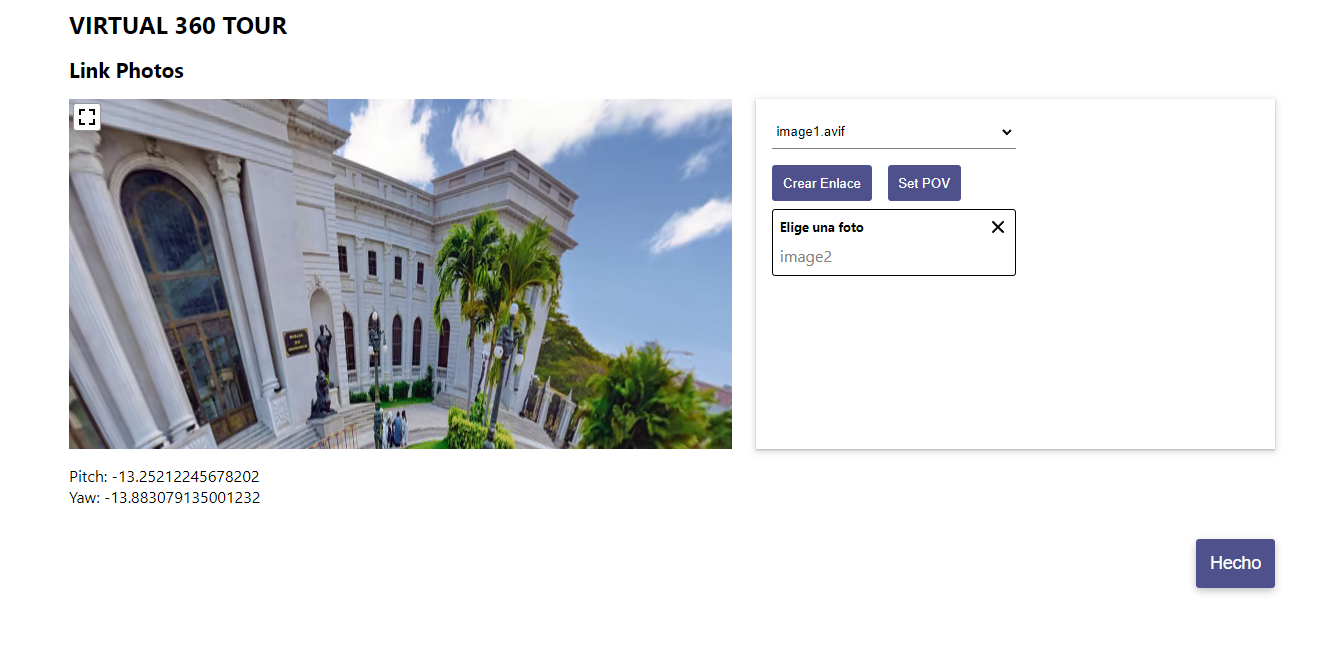 VIRTUAL 360 TOUR
Link Photos
image1.avif
Crear Enlace
Set POV
Elige una foto
image2
Pitch: -13.25212245678202
Yaw: -13.883079135001232
Hecho